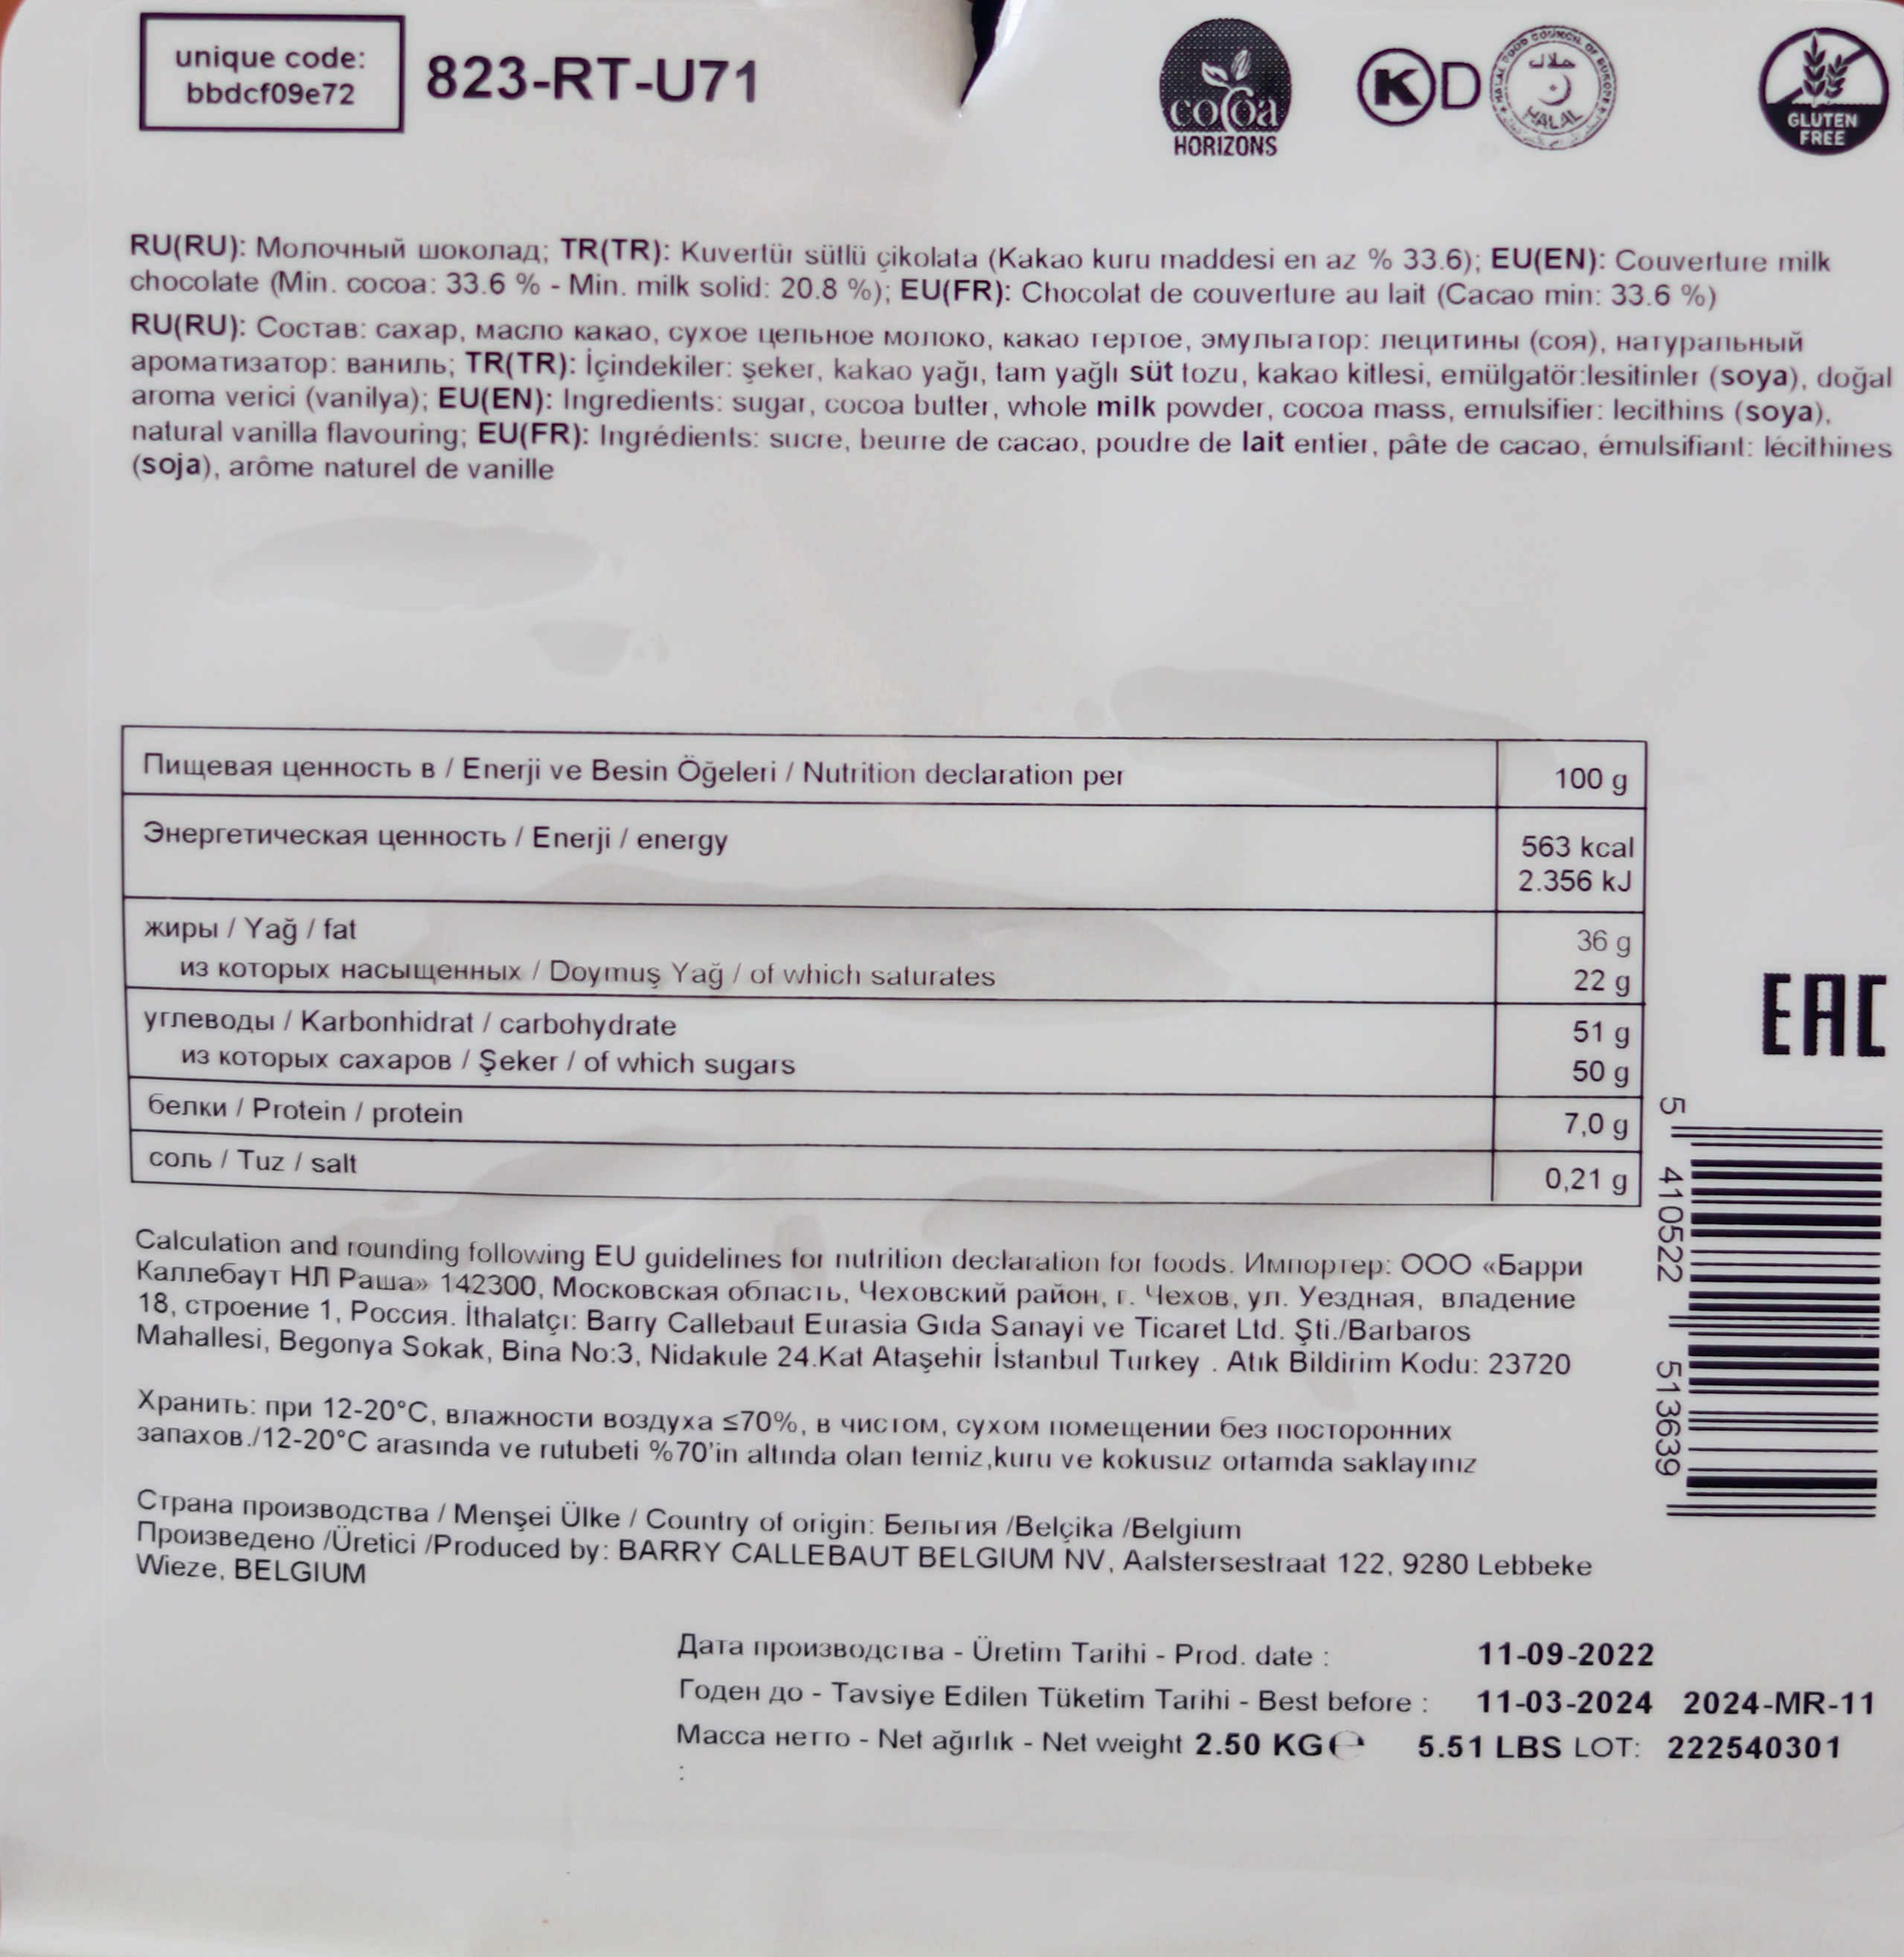 unique code:
bbdcf09e72
823-RT-U71
cocoa
HORIZONS
K D
HALAL FOOD COUNCIL OF EUROPE
حلال
HALAL
GLUTEN
FREE
RU(RU): Молочный шоколад; TR(TR): Kuvertür sütlü çikolata (Kakao kuru maddesi en az % 33.6); EU(EN): Couverture milk
chocolate (Min. cocoa: 33.6 % - Min. milk solid: 20.8 %); EU(FR): Chocolat de couverture au lait (Cacao min: 33.6 %)
RU(RU): Состав: сахар, масло какао, сухое цельное молоко, какао тертое, эмульгатор: лецитины (соя), натуральный
ароматизатор: ваниль; TR(TR): İçindekiler: şeker, kakao yağı, tam yağlı süt tozu, kakao kitlesi, emülgatör:lesitinler (soya), doğal
aroma verici (vanilya); EU(EN): Ingredients: sugar, cocoa butter, whole milk powder, cocoa mass, emulsifier: lecithins (soya),
natural vanilla flavouring; EU(FR): Ingrédients: sucre, beurre de cacao, poudre de lait entier, pâte de cacao, émulsifiant: lécithines
(soja), arôme naturel de vanille
Пищевая ценность в / Enerji ve Besin Öğeleri / Nutrition declaration per 100 g
Энергетическая ценность / Enerji / energy 563 kcal
2.356 kJ
жиры / Yağ / fat 36 g
из которых насыщенных / Doymuş Yağ / of which saturates 22 g
углеводы / Karbonhidrat / carbohydrate 51 g
из которых сахаров / Şeker / of which sugars 50 g
белки / Protein / protein 7,0 g
соль / Tuz / salt 0,21 g
EAC
5 410522 513639
Calculation and rounding following EU guidelines for nutrition declaration for foods. Импортер: ООО «Барри
Каллебаут НЛ Раша» 142300, Московская область, Чеховский район, г. Чехов, ул. Уездная, владение
18, строение 1, Россия. İthalatçı: Barry Callebaut Eurasia Gıda Sanayi ve Ticaret Ltd. Şti./Barbaros
Mahallesi, Begonya Sokak, Bina No:3, Nidakule 24.Kat Ataşehir İstanbul Turkey . Atık Bildirim Kodu: 23720
Хранить: при 12-20°C, влажности воздуха ≤70%, в чистом, сухом помещении без посторонних
запахов./12-20°C arasında ve rutubeti %70'in altında olan temiz,kuru ve kokusuz ortamda saklayınız
Страна производства / Menşei Ülke / Country of origin: Бельгия /Belçika /Belgium
Произведено /Üretici /Produced by: BARRY CALLEBAUT BELGIUM NV, Aalstersestraat 122, 9280 Lebbeke
Wieze, BELGIUM
Дата производства - Üretim Tarihi - Prod. date : 11-09-2022
Годен до - Tavsiye Edilen Tüketim Tarihi - Best before : 11-03-2024 2024-MR-11
Масса нетто - Net ağırlık - Net weight 2.50 KG℮ 5.51 LBS LOT: 222540301
: